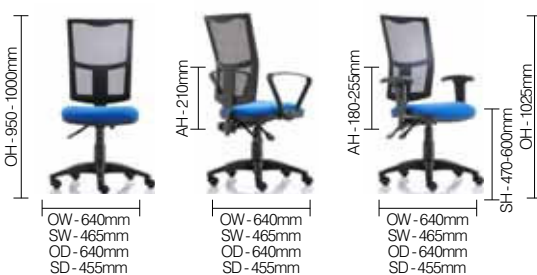 OH - 950 - 1000mm
AH - 210mm
AH - 180-255mm
SH - 470-600mm
OH - 1025mm
OW - 640mm
SW - 465mm
OD - 640mm
SD - 455mm
OW - 640mm
SW - 465mm
OD - 640mm
SD - 455mm
OW - 640mm
SW - 465mm
OD - 640mm
SD - 455mm